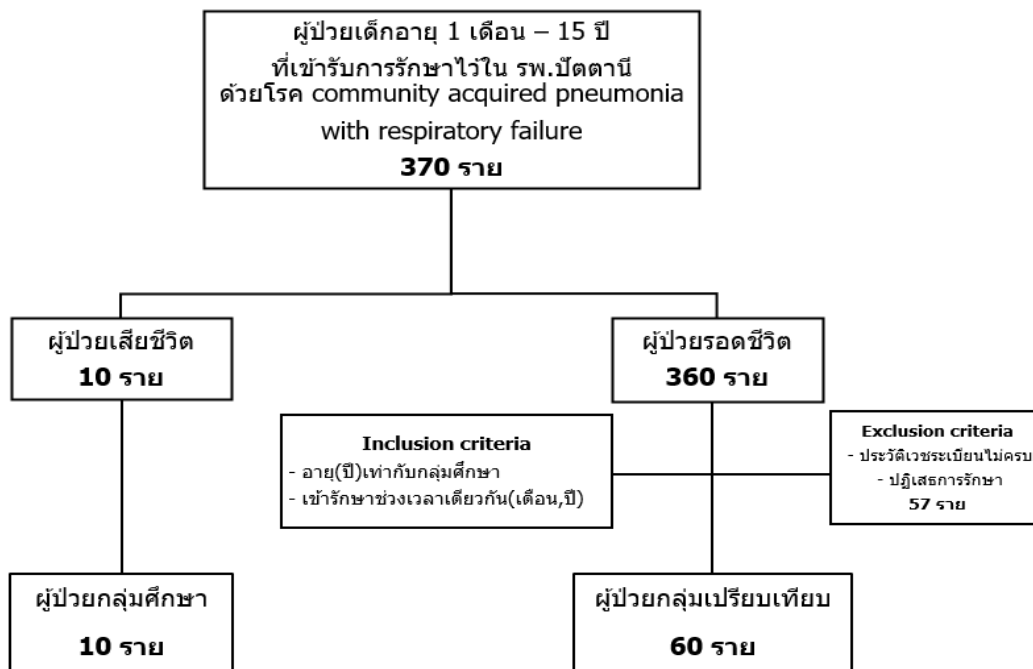 ผู้ป่วยเด็กอายุ 1 เดือน – 15 ปี
ที่เข้ารับการรักษาไว้ใน รพ.ปัตตานี
ด้วยโรค community acquired pneumonia
with respiratory failure
370 ราย
ผู้ป่วยเสียชีวิต
10 ราย
ผู้ป่วยรอดชีวิต
360 ราย
Inclusion criteria
- อายุ(ปี)เท่ากับกลุ่มศึกษา
- เข้ารักษาช่วงเวลาเดียวกัน(เดือน,ปี)
Exclusion criteria
- ประวัติเวชระเบียนไม่ครบ
- ปฏิเสธการรักษา
57 ราย
ผู้ป่วยกลุ่มศึกษา
10 ราย
ผู้ป่วยกลุ่มเปรียบเทียบ
60 ราย